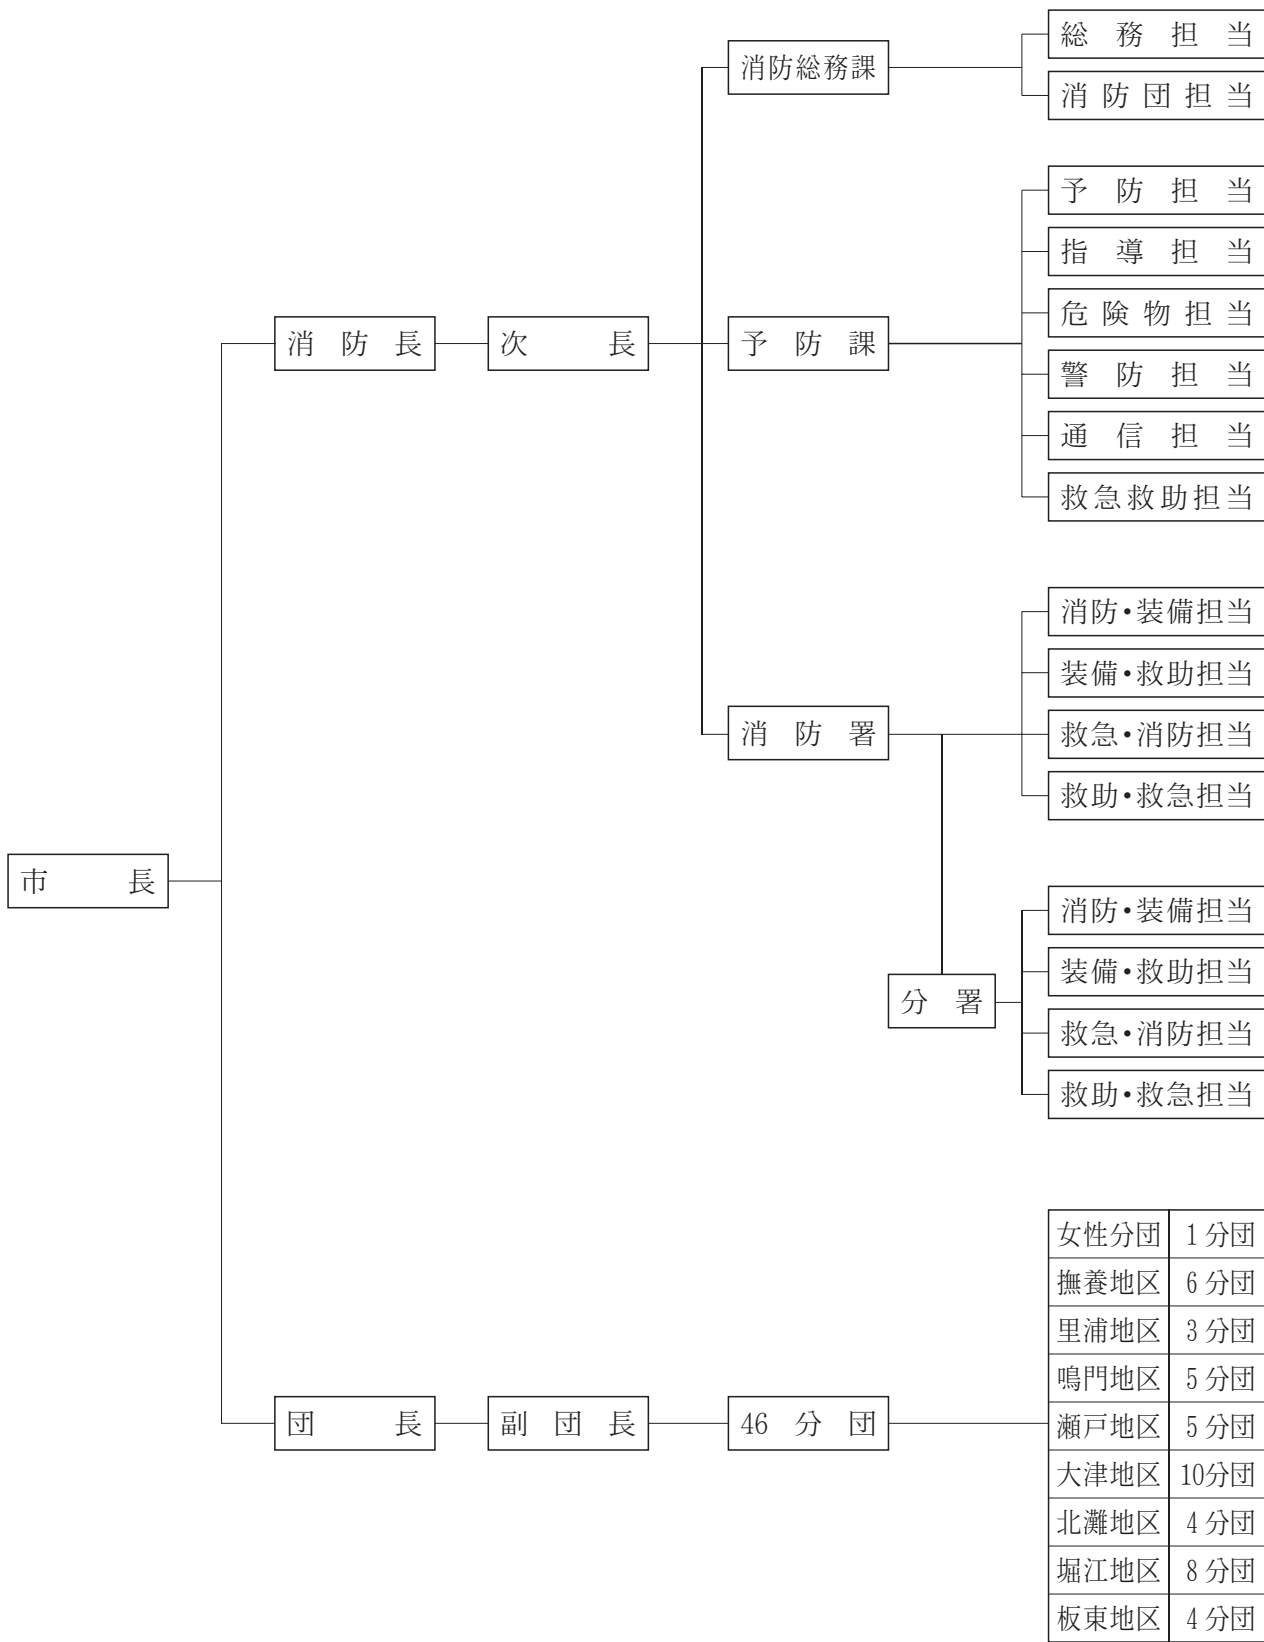 総務担当
消防総務課
消防団担当
予防担当
指導担当
危険物担当
消防長 次長 予防課
警防担当
通信担当
救急救助担当
消防・装備担当
装備・救助担当
消防署 救急・消防担当
救助・救急担当
市長
消防・装備担当
装備・救助担当
分署
救急・消防担当
救助・救急担当
女性分団 1分団
撫養地区 6分団
里浦地区 3分団
鳴門地区 5分団
団長 副団長 46分団 瀬戸地区 5分団
大津地区 10分団
北灘地区 4分団
堀江地区 8分団
板東地区 4分団